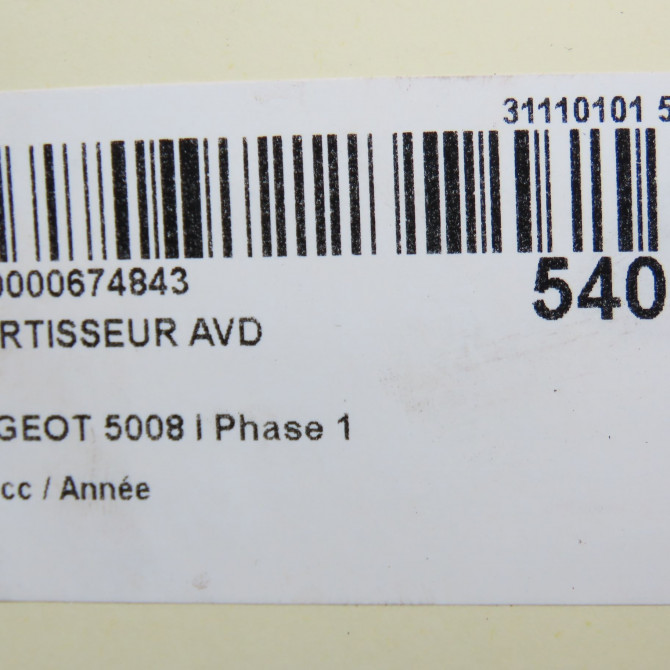 31110101 5
0000674843
540
RTISSEUR AVD
GEOT 5008 I Phase 1
cc / Année